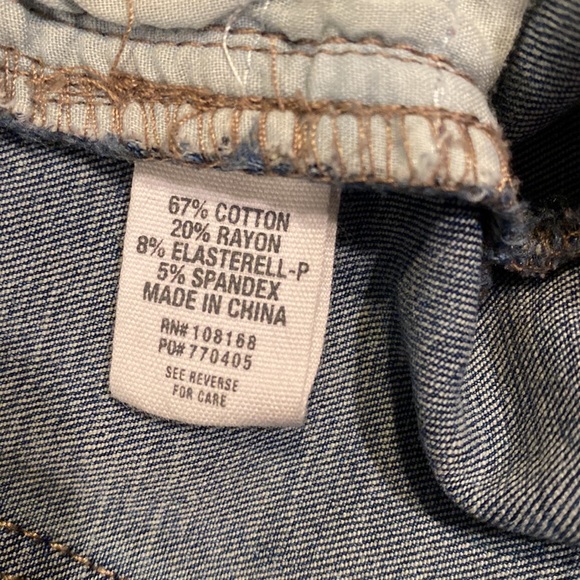 67% COTTON
20% RAYON
8% ELASTERELL-P
5% SPANDEX
MADE IN CHINA
RN# 108168
PO# 770405
SEE REVERSE
FOR CARE